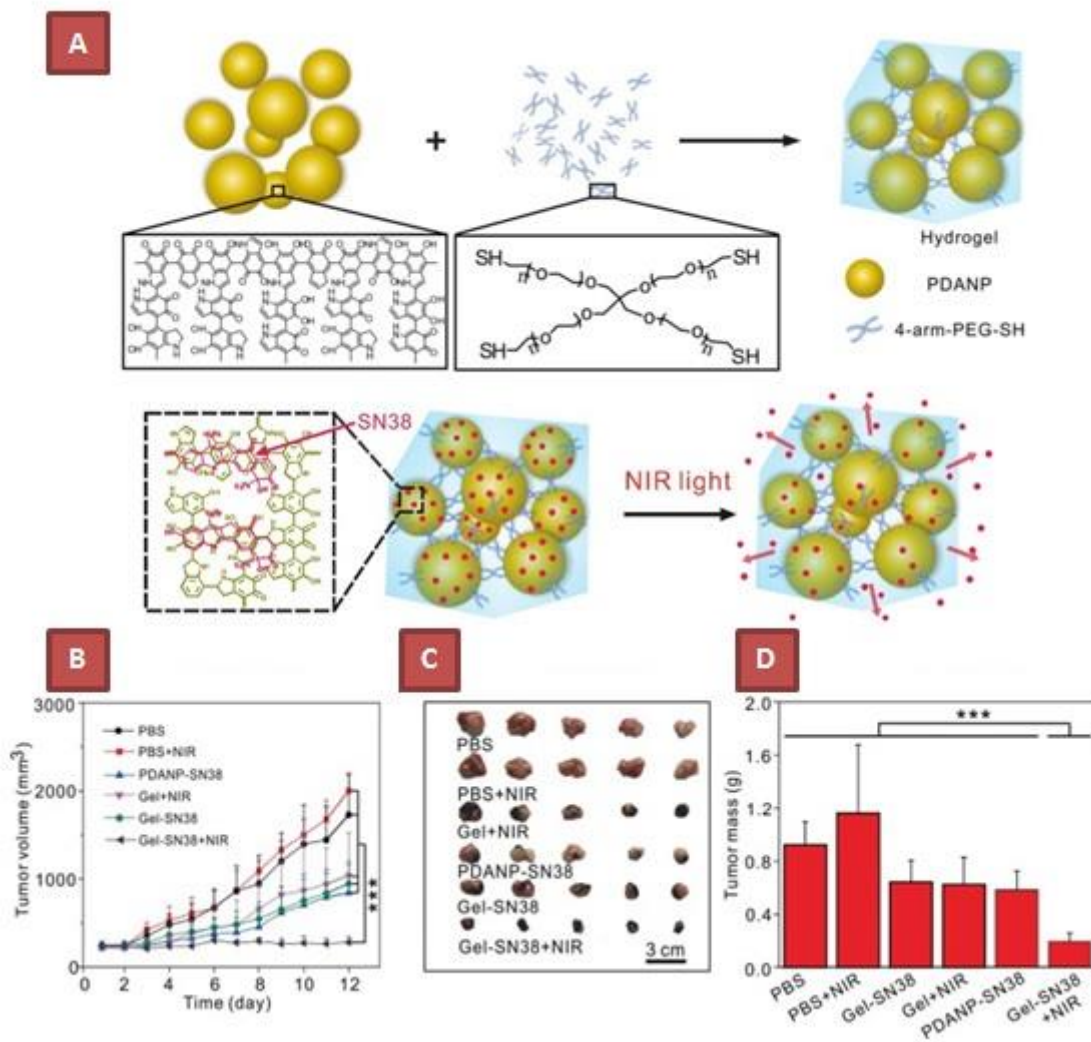 A
+
Hydrogel
PDANP
4-arm-PEG-SH
SH
SH
SH
SH
n
n
n
n
O
O
O
O
O
O
O
O
SN38
NIR light
B
3000
2000
1000
0
Tumor volume (mm³)
PBS
PBS+NIR
PDANP-SN38
Gel+NIR
Gel-SN38
Gel-SN38+NIR
***
0 2 4 6 8 10 12
Time (day)
C
PBS
PBS+NIR
Gel+NIR
PDANP-SN38
Gel-SN38
Gel-SN38+NIR
3 cm
D
2.0
1.6
1.2
0.8
0.4
0.0
Tumor mass (g)
***
PBS
PBS+NIR
Gel-SN38
Gel+NIR
PDANP-SN38
Gel-SN38
+NIR